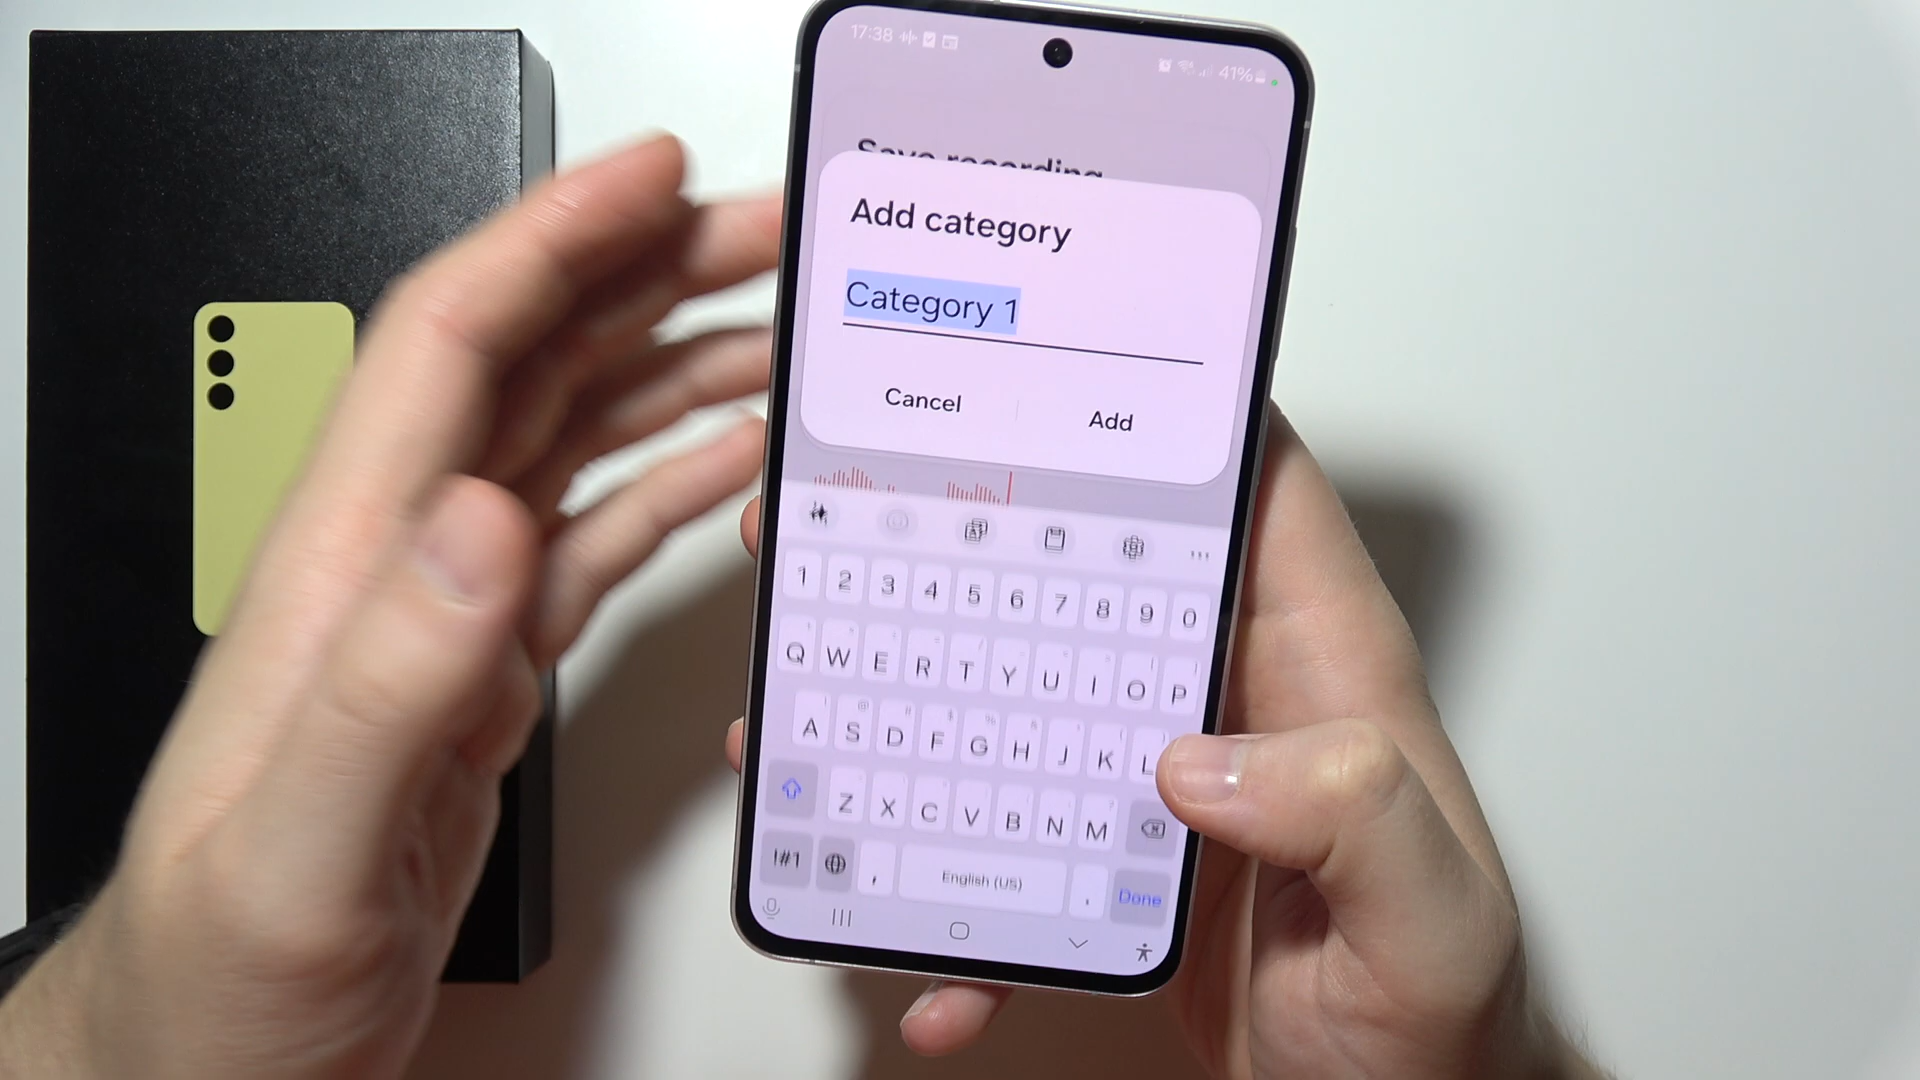 17:38
41%
Save recording
Add category
Category 1
Cancel
Add
1 2 3 4 5 6 7 8 9 0
Q W E R T Y U I O P
A S D F G H J K L
Z X C V B N M
!#1 , English (US) . Done